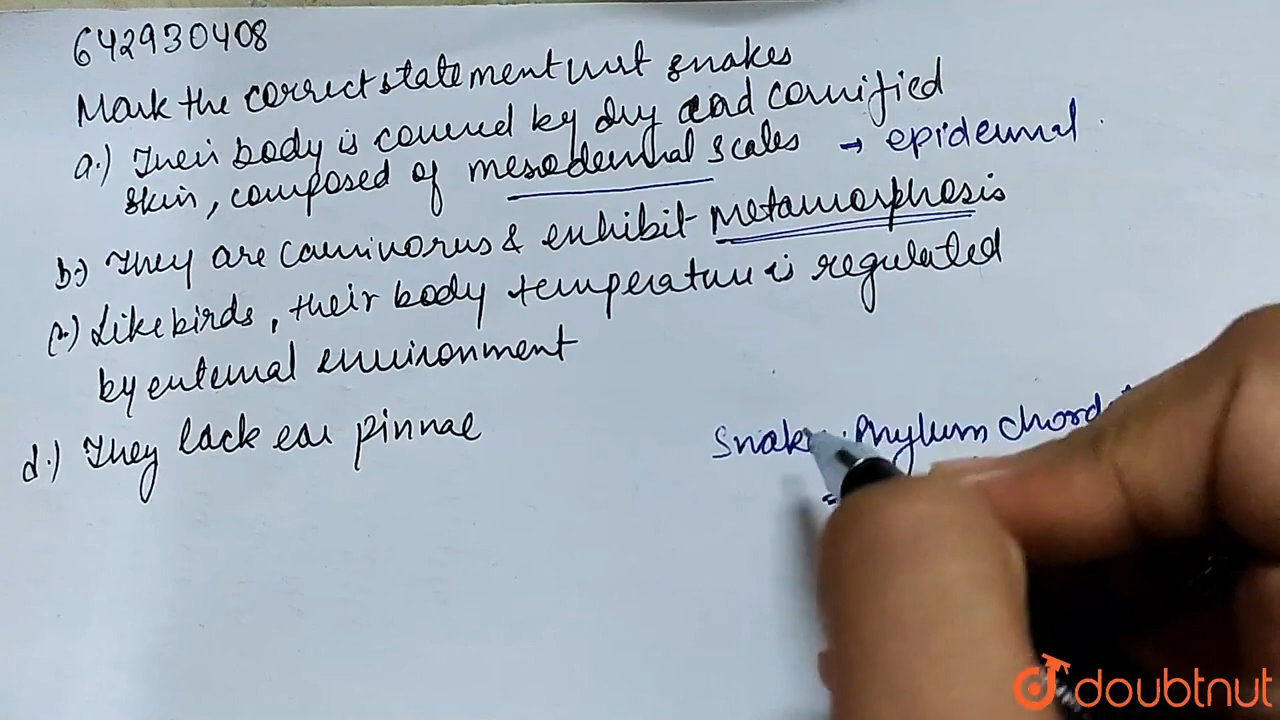 642930408
Mark the correct statement wrt snakes
a.) Their body is covered by dry and cornified
skin, composed of mesodermal scales → epidermal.
b.) They are carnivorus & exhibit metamorphosis
c.) Like birds, their body temperature is regulated
by external environment
d.) They lack ear pinnae
Snake Phylum chord
doubtnut